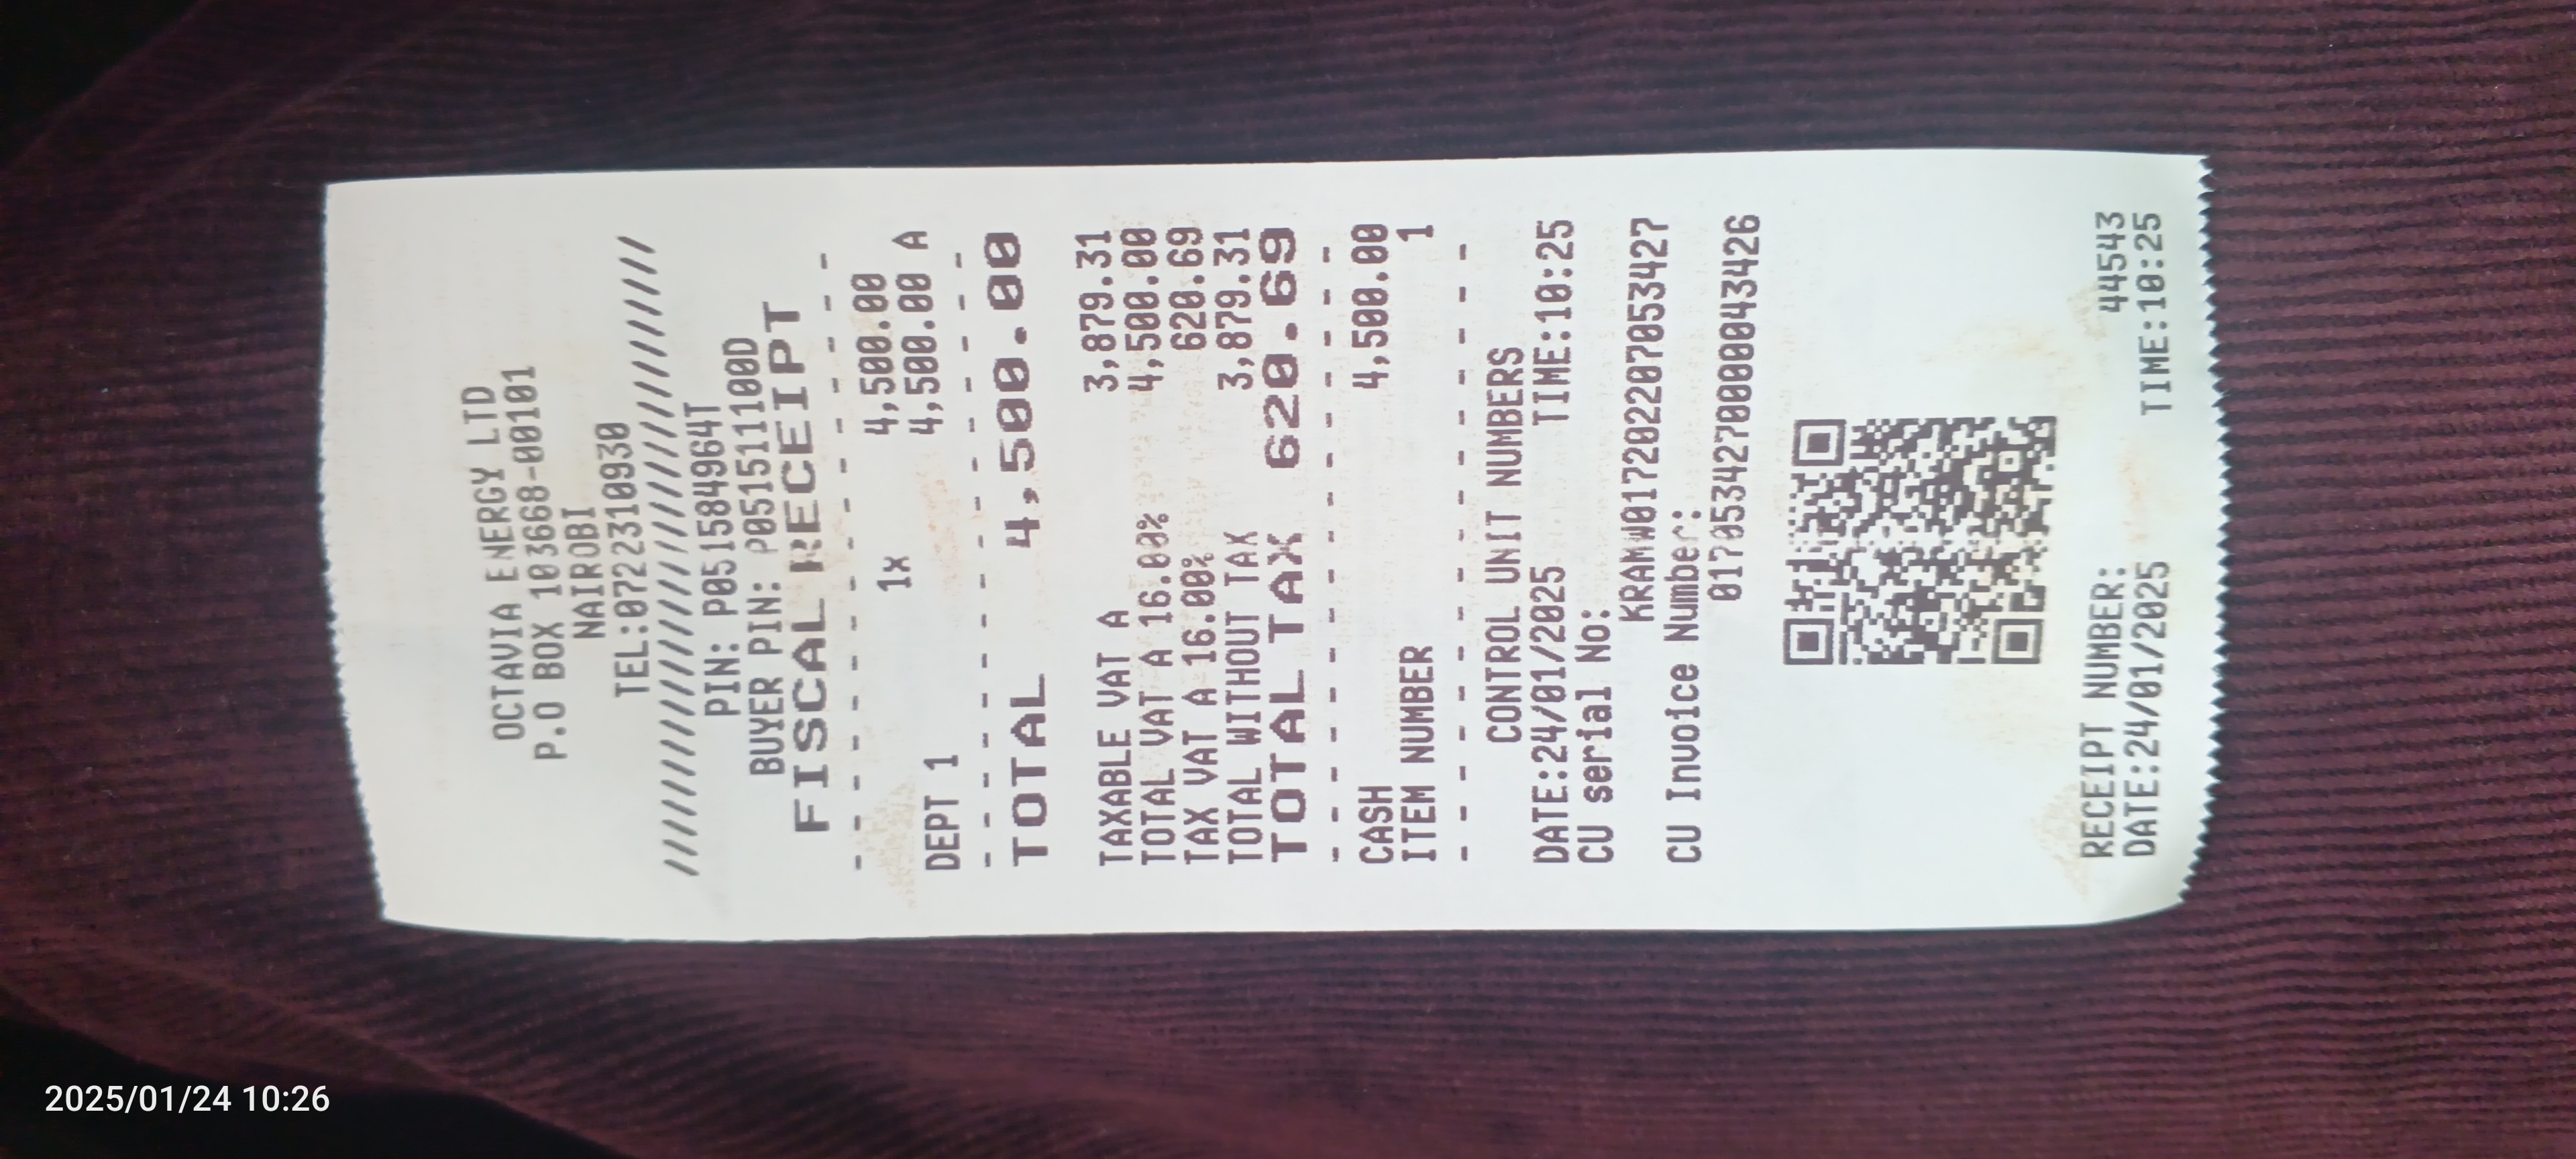 OCTAVIA ENERGY LTD
P.O BOX 103668-00101
NAIROBI
TEL:0722310930
////////////////////////////////
PIN: P051584964T
BUYER PIN: P051511100D
FISCAL RECEIPT
- - - - - - - - - - - - - - -
1x 4,500.00
DEPT 1 4,500.00 A
- - - - - - - - - - - - - - -
TOTAL 4,500.00
TAXABLE VAT A 3,879.31
TOTAL VAT A 16.00% 4,500.00
TAX VAT A 16.00% 620.69
TOTAL WITHOUT TAX 3,879.31
TOTAL TAX 620.69
- - - - - - - - - - - - - - -
CASH 4,500.00
ITEM NUMBER 1
- - - - - - - - - - - - - - -
CONTROL UNIT NUMBERS
DATE:24/01/2025 TIME:10:25
CU serial No:
KRAMW017202207053427
CU Invoice Number:
0170534270000043426
RECEIPT NUMBER: 44543
DATE:24/01/2025 TIME:10:25
2025/01/24 10:26